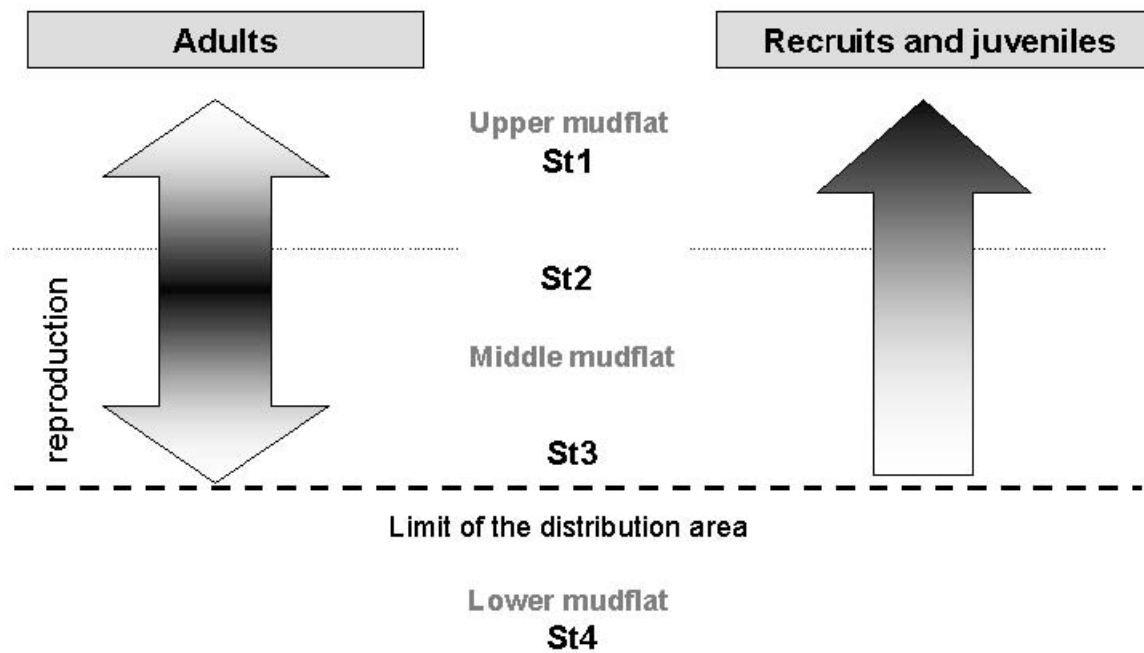 Adults
Recruits and juveniles
Upper mudflat
St1
St2
reproduction
Middle mudflat
St3
Limit of the distribution area
Lower mudflat
St4